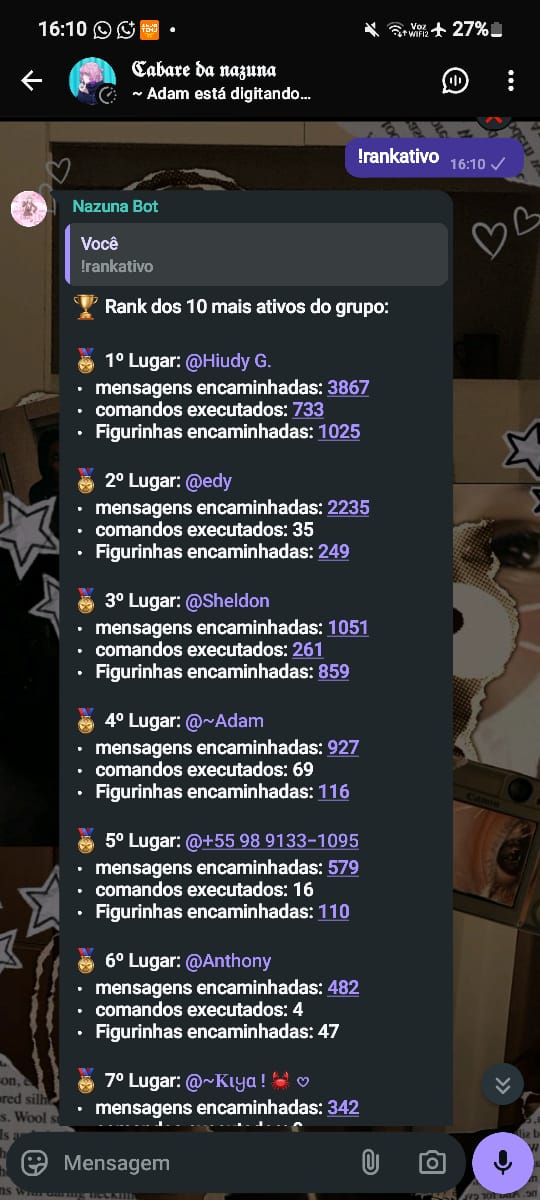 16:10
Voz
WIFI2
27%
Cabare da nazuna
~ Adam está digitando...
!rankativo 16:10
Nazuna Bot
Você
!rankativo
🏆 Rank dos 10 mais ativos do grupo:
🏅 1º Lugar: @Hiudy G.
• mensagens encaminhadas: 3867
• comandos executados: 733
• Figurinhas encaminhadas: 1025
🏅 2º Lugar: @edy
• mensagens encaminhadas: 2235
• comandos executados: 35
• Figurinhas encaminhadas: 249
🏅 3º Lugar: @Sheldon
• mensagens encaminhadas: 1051
• comandos executados: 261
• Figurinhas encaminhadas: 859
🏅 4º Lugar: @~Adam
• mensagens encaminhadas: 927
• comandos executados: 69
• Figurinhas encaminhadas: 116
🏅 5º Lugar: @+55 98 9133-1095
• mensagens encaminhadas: 579
• comandos executados: 16
• Figurinhas encaminhadas: 110
🏅 6º Lugar: @Anthony
• mensagens encaminhadas: 482
• comandos executados: 4
• Figurinhas encaminhadas: 47
🏅 7º Lugar: @~Kιყα ! 🦀 ღ
• mensagens encaminhadas: 342
Canon
Mensagem